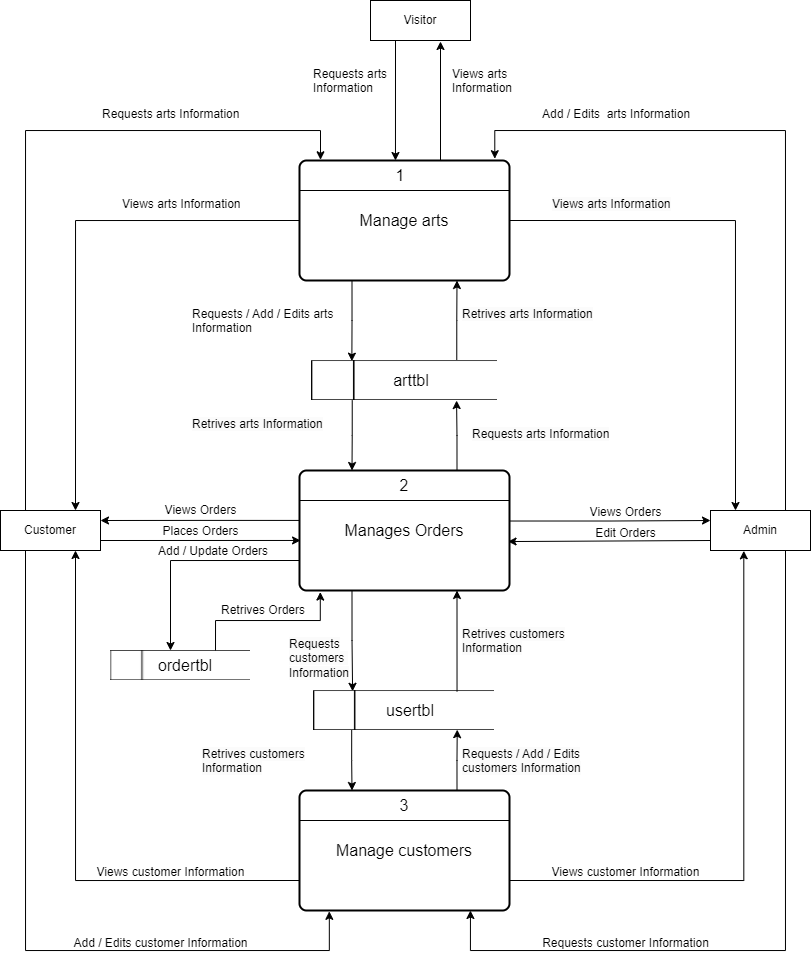 Visitor
Requests arts
Information
Views arts
Information
Requests arts Information
Add / Edits  arts Information
1
Manage arts
Views arts Information
Views arts Information
Requests / Add / Edits arts
Information
Retrives arts Information
arttbl
Retrives arts Information
Requests arts Information
2
Manages Orders
Customer
Views Orders
Places Orders
Add / Update Orders
Views Orders
Edit Orders
Admin
Retrives Orders
ordertbl
Requests
customers
Information
Retrives customers
Information
usertbl
Retrives customers
Information
Requests / Add / Edits
customers Information
3
Manage customers
Views customer Information
Views customer Information
Add / Edits customer Information
Requests customer Information